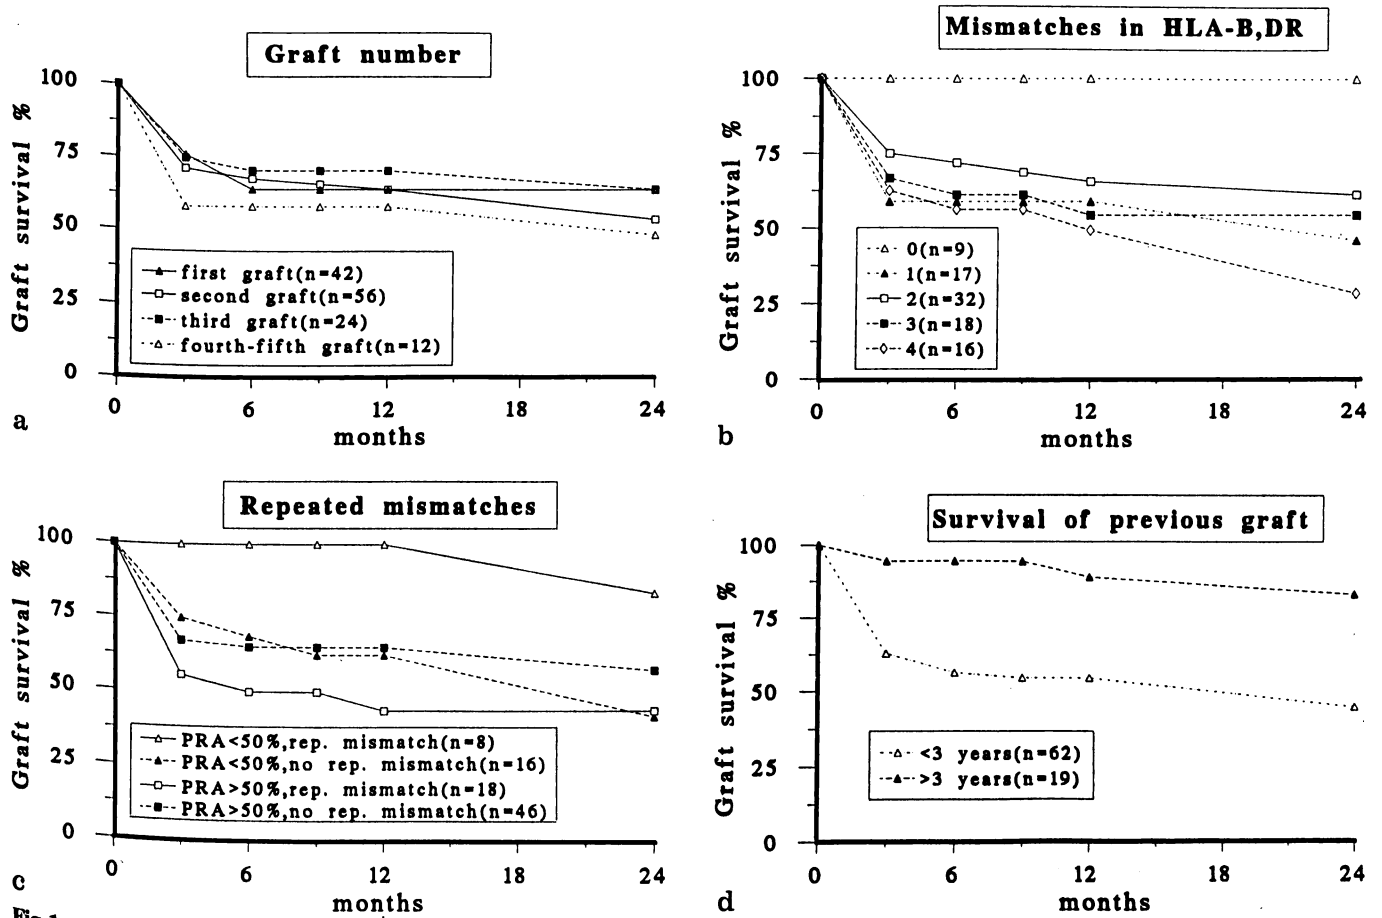 Graft number
Graft survival %
100
75
50
25
0
first graft(n=42)
second graft(n=56)
third graft(n=24)
fourth-fifth graft(n=12)
0 6 12 18 24
months
a
Mismatches in HLA-B,DR
Graft survival %
100
75
50
25
0
0(n=9)
1(n=17)
2(n=32)
3(n=18)
4(n=16)
0 6 12 18 24
months
b
Repeated mismatches
Graft survival %
100
75
50
25
0
PRA<50%,rep. mismatch(n=8)
PRA<50%,no rep. mismatch(n=16)
PRA>50%,rep. mismatch(n=18)
PRA>50%,no rep. mismatch(n=46)
0 6 12 18 24
months
c
Survival of previous graft
Graft survival %
100
75
50
25
0
<3 years(n=62)
>3 years(n=19)
0 6 12 18 24
months
d